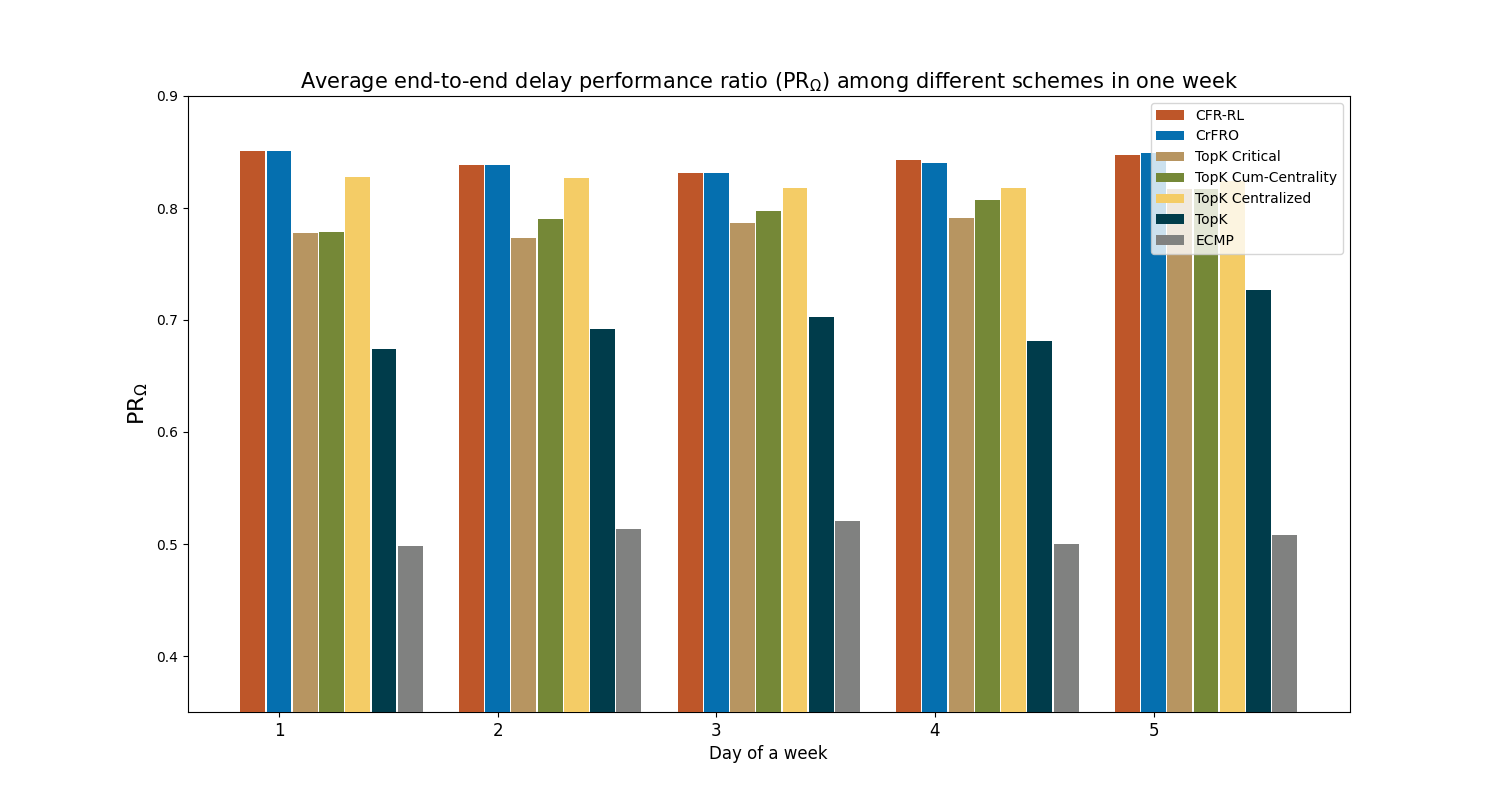 Average end-to-end delay performance ratio (PR_Ω) among different schemes in one week
0.9
0.8
0.7
0.6
0.5
0.4
PR_Ω
CFR-RL
CrFRO
TopK Critical
TopK Cum-Centrality
TopK Centralized
TopK
ECMP
1 2 3 4 5
Day of a week